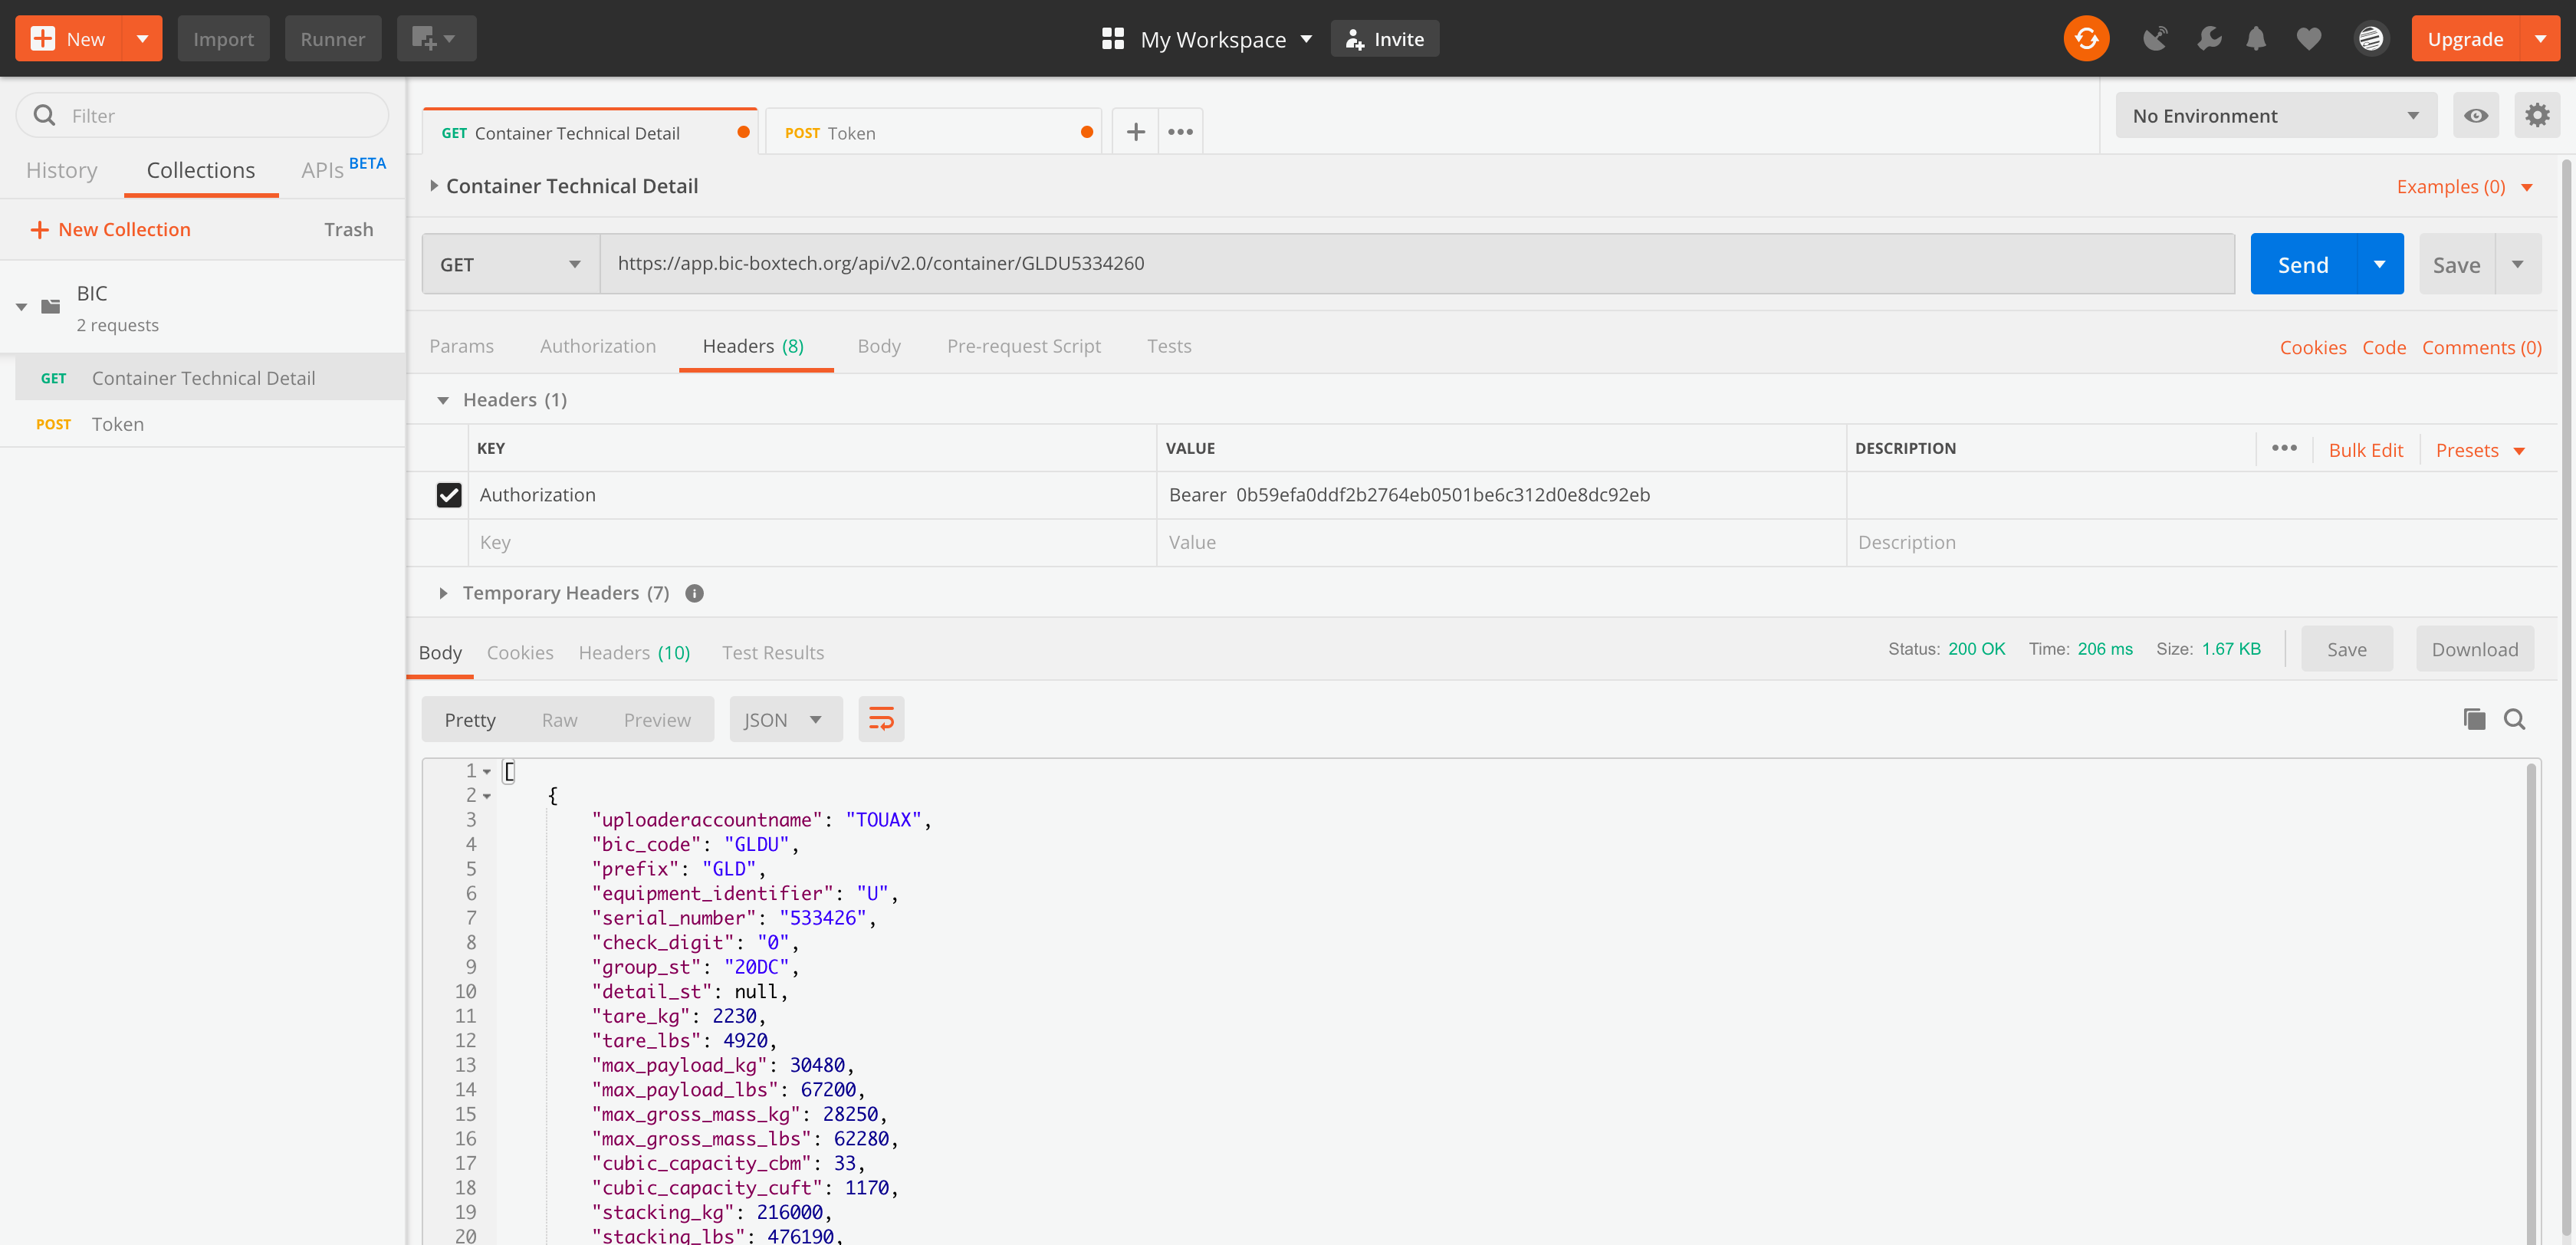 New
Import
Runner
My Workspace
Invite
Upgrade
Filter
History
Collections
APIs BETA
New Collection
Trash
BIC
2 requests
GET Container Technical Detail
POST Token
GET Container Technical Detail
POST Token
No Environment
Container Technical Detail
Examples (0)
GET
https://app.bic-boxtech.org/api/v2.0/container/GLDU5334260
Send
Save
Params
Authorization
Headers (8)
Body
Pre-request Script
Tests
Cookies
Code
Comments (0)
Headers (1)
KEY
VALUE
DESCRIPTION
Bulk Edit
Presets
Authorization
Bearer 0b59efa0ddf2b2764eb0501be6c312d0e8dc92eb
Key
Value
Description
Temporary Headers (7)
Body
Cookies
Headers (10)
Test Results
Status: 200 OK
Time: 206 ms
Size: 1.67 KB
Save
Download
Pretty
Raw
Preview
JSON
1 [
2 {
3 "uploaderaccountname": "TOUAX",
4 "bic_code": "GLDU",
5 "prefix": "GLD",
6 "equipment_identifier": "U",
7 "serial_number": "533426",
8 "check_digit": "0",
9 "group_st": "20DC",
10 "detail_st": null,
11 "tare_kg": 2230,
12 "tare_lbs": 4920,
13 "max_payload_kg": 30480,
14 "max_payload_lbs": 67200,
15 "max_gross_mass_kg": 28250,
16 "max_gross_mass_lbs": 62280,
17 "cubic_capacity_cbm": 33,
18 "cubic_capacity_cuft": 1170,
19 "stacking_kg": 216000,
20 "stacking_lbs": 476190,